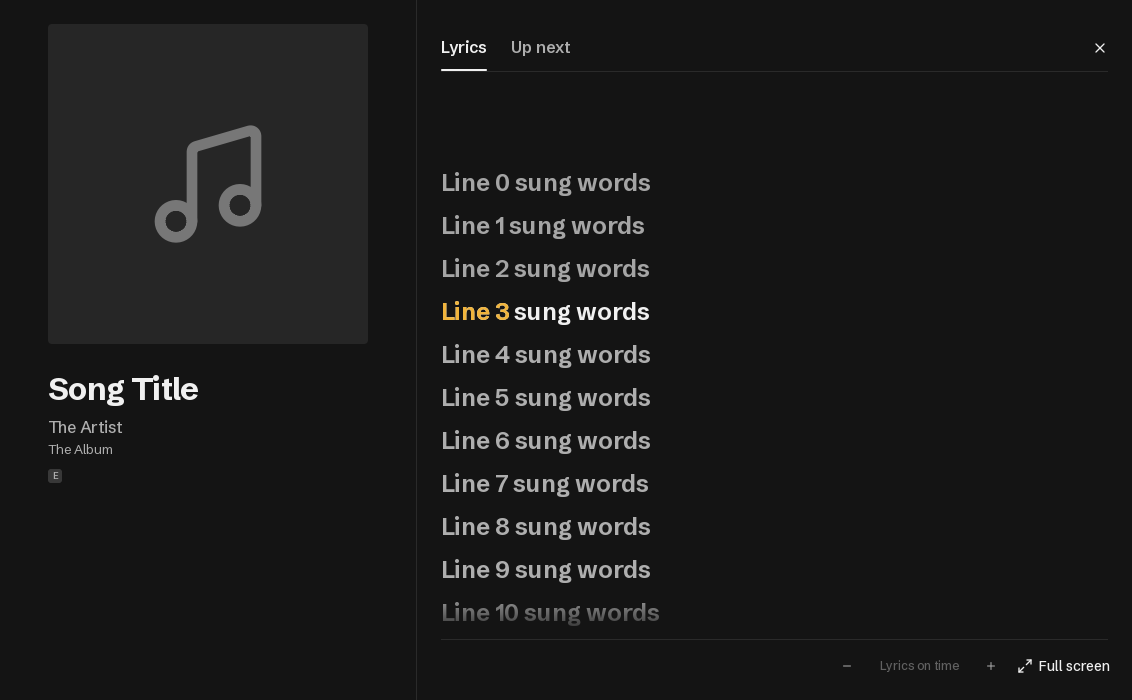 Song Title
The Artist
The Album
E
Lyrics Up next
Line 0 sung words
Line 1 sung words
Line 2 sung words
Line 3 sung words
Line 4 sung words
Line 5 sung words
Line 6 sung words
Line 7 sung words
Line 8 sung words
Line 9 sung words
Line 10 sung words
− Lyrics on time + Full screen